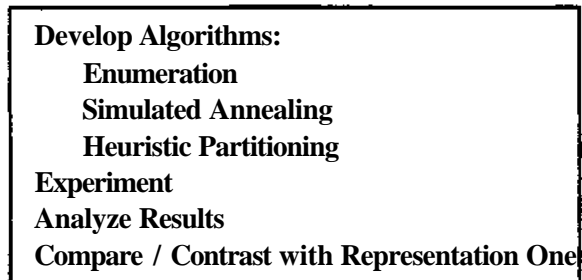 Develop Algorithms:
Enumeration
Simulated Annealing
Heuristic Partitioning
Experiment
Analyze Results
Compare / Contrast with Representation One